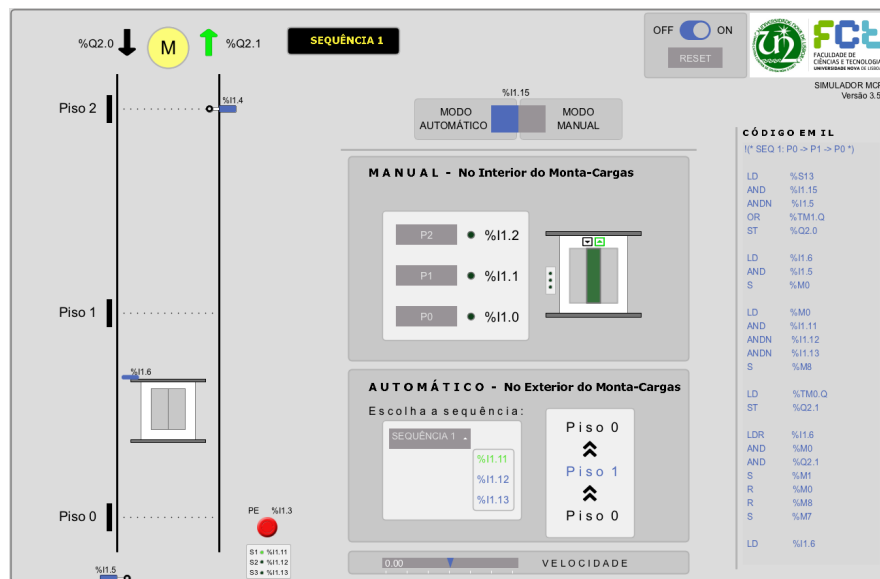 %Q2.0
M
%Q2.1
SEQUÊNCIA 1
OFF
ON
RESET
FCt
FACULDADE DE
CIÊNCIAS E TECNOLOGIA
UNIVERSIDADE NOVA DE LISBOA
SIMULADOR MCP
Versão 3.5
Piso 2
%I1.4
%I1.15
MODO
AUTOMÁTICO
MODO
MANUAL
MANUAL - No Interior do Monta-Cargas
P2
%I1.2
P1
%I1.1
P0
%I1.0
Piso 1
%I1.6
AUTOMÁTICO - No Exterior do Monta-Cargas
Escolha a sequência:
SEQUÊNCIA 1
%I1.11
%I1.12
%I1.13
Piso 0
Piso 1
Piso 0
Piso 0
PE %I1.3
S1 %I1.11
S2 %I1.12
S3 %I1.13
%I1.5
0.00
VELOCIDADE
CÓDIGO EM IL
!(* SEQ 1: P0 -> P1 -> P0 *)
LD %S13
AND %I1.15
ANDN %I1.5
OR %TM1.Q
ST %Q2.0
LD %I1.6
AND %I1.5
S %M0
LD %M0
AND %I1.11
ANDN %I1.12
ANDN %I1.13
S %M8
LD %TM0.Q
ST %Q2.1
LDR %I1.6
AND %M0
AND %Q2.1
S %M1
R %M0
R %M8
S %M7
LD %I1.6